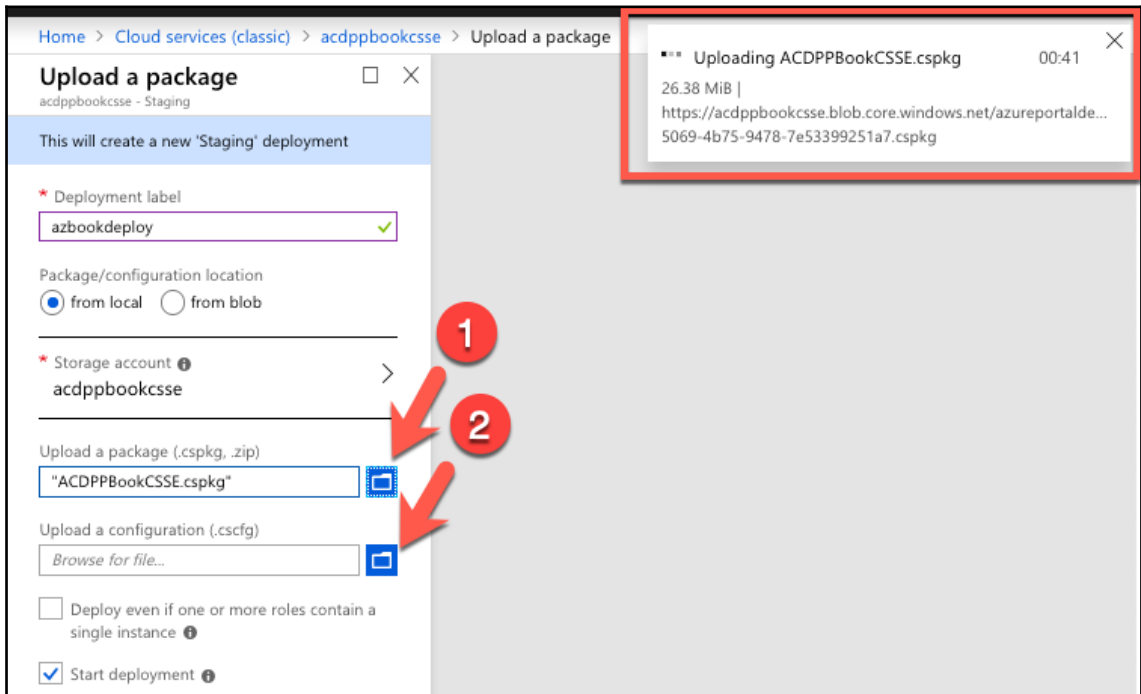 Home > Cloud services (classic) > acdppbookcsse > Upload a package
Upload a package
acdppbookcsse - Staging
This will create a new 'Staging' deployment
* Deployment label
azbookdeploy
Package/configuration location
from local from blob
* Storage account
acdppbookcsse
Upload a package (.cspkg, .zip)
"ACDPPBookCSSE.cspkg"
Upload a configuration (.cscfg)
Browse for file...
Deploy even if one or more roles contain a
single instance
Start deployment
1
2
Uploading ACDPPBookCSSE.cspkg 00:41
26.38 MiB |
https://acdppbookcsse.blob.core.windows.net/azureportalde...
5069-4b75-9478-7e53399251a7.cspkg